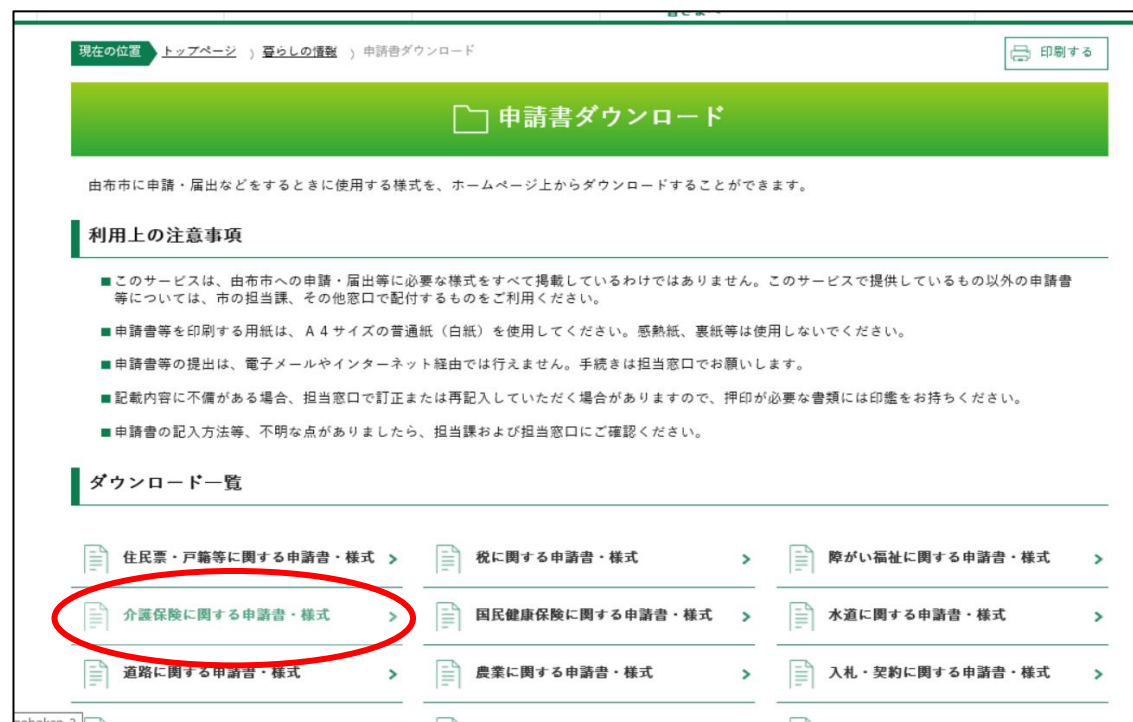 現在の位置 トップページ 〉 暮らしの情報 〉 申請書ダウンロード
印刷する
申請書ダウンロード
由布市に申請・届出などをするときに使用する様式を、ホームページ上からダウンロードすることができます。
利用上の注意事項
■このサービスは、由布市への申請・届出等に必要な様式をすべて掲載しているわけではありません。このサービスで提供しているもの以外の申請書
等については、市の担当課、その他窓口で配付するものをご利用ください。
■申請書等を印刷する用紙は、A4サイズの普通紙(白紙)を使用してください。感熱紙、裏紙等は使用しないでください。
■申請書等の提出は、電子メールやインターネット経由では行えません。手続きは担当窓口でお願いします。
■記載内容に不備がある場合、担当窓口で訂正または再記入していただく場合がありますので、押印が必要な書類には印鑑をお持ちください。
■申請書の記入方法等、不明な点がありましたら、担当課および担当窓口にご確認ください。
ダウンロード一覧
住民票・戸籍等に関する申請書・様式
税に関する申請書・様式
障がい福祉に関する申請書・様式
介護保険に関する申請書・様式
国民健康保険に関する申請書・様式
水道に関する申請書・様式
道路に関する申請書・様式
農業に関する申請書・様式
入札・契約に関する申請書・様式